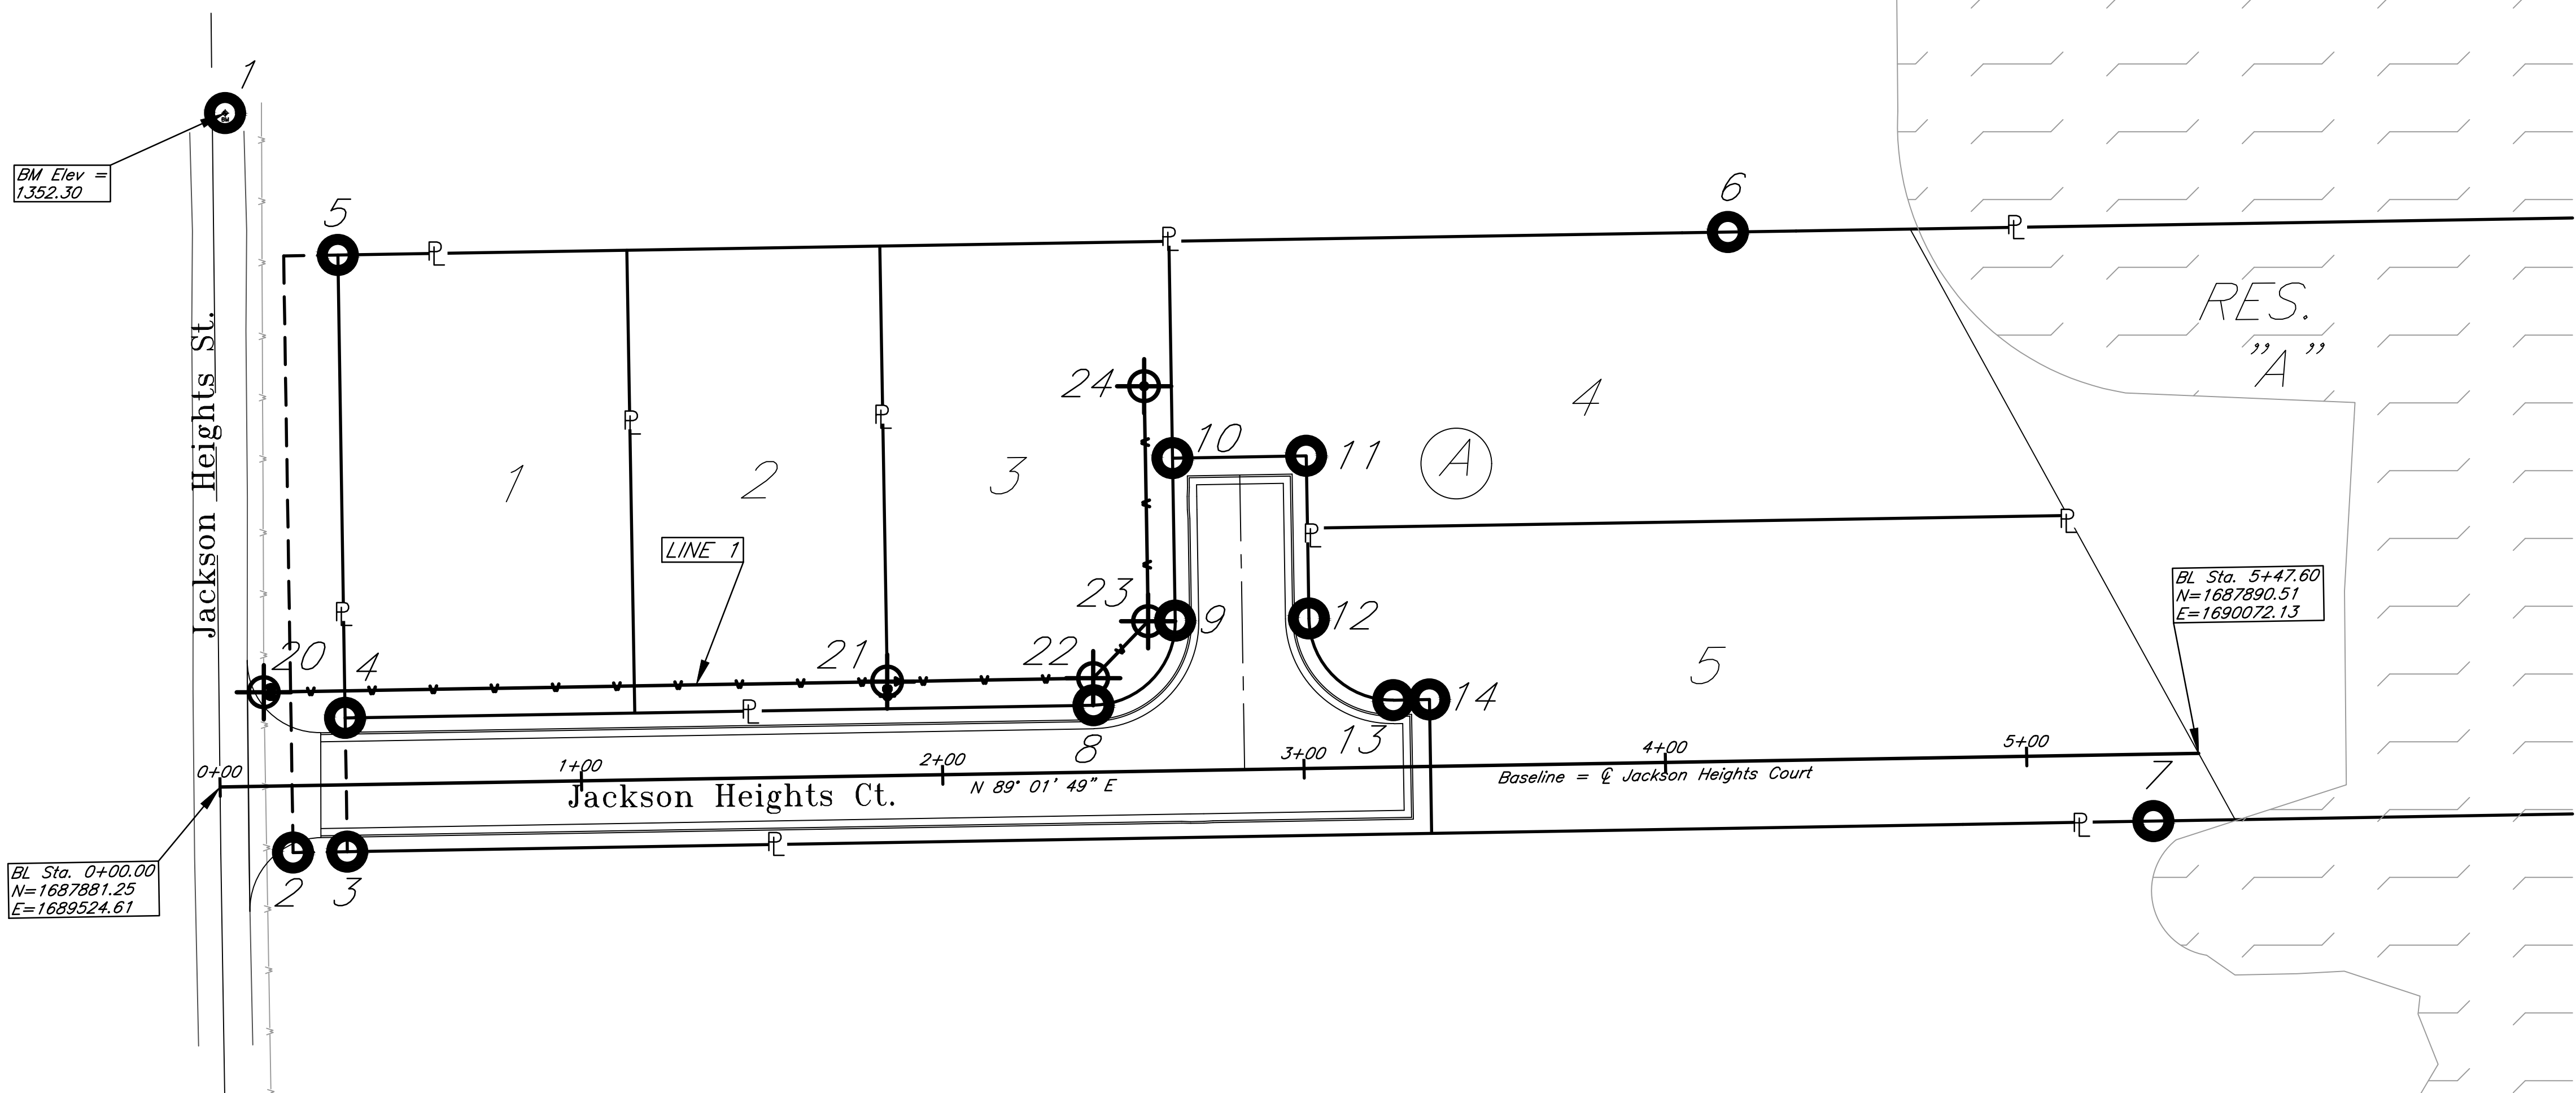 1
BM Elev =
1352.30
5
6
RES.
"A"
Jackson Heights St.
24
4
10
11
A
1
2
3
LINE 1
23
9
12
BL Sta. 5+47.60
N=1687890.51
E=1690072.13
20
4
21
22
5
14
8
13
0+00
1+00
2+00
3+00
4+00
5+00
7
Jackson Heights Ct.
N 89° 01' 49" E
Baseline = ℄ Jackson Heights Court
BL Sta. 0+00.00
N=1687881.25
E=1689524.61
2
3